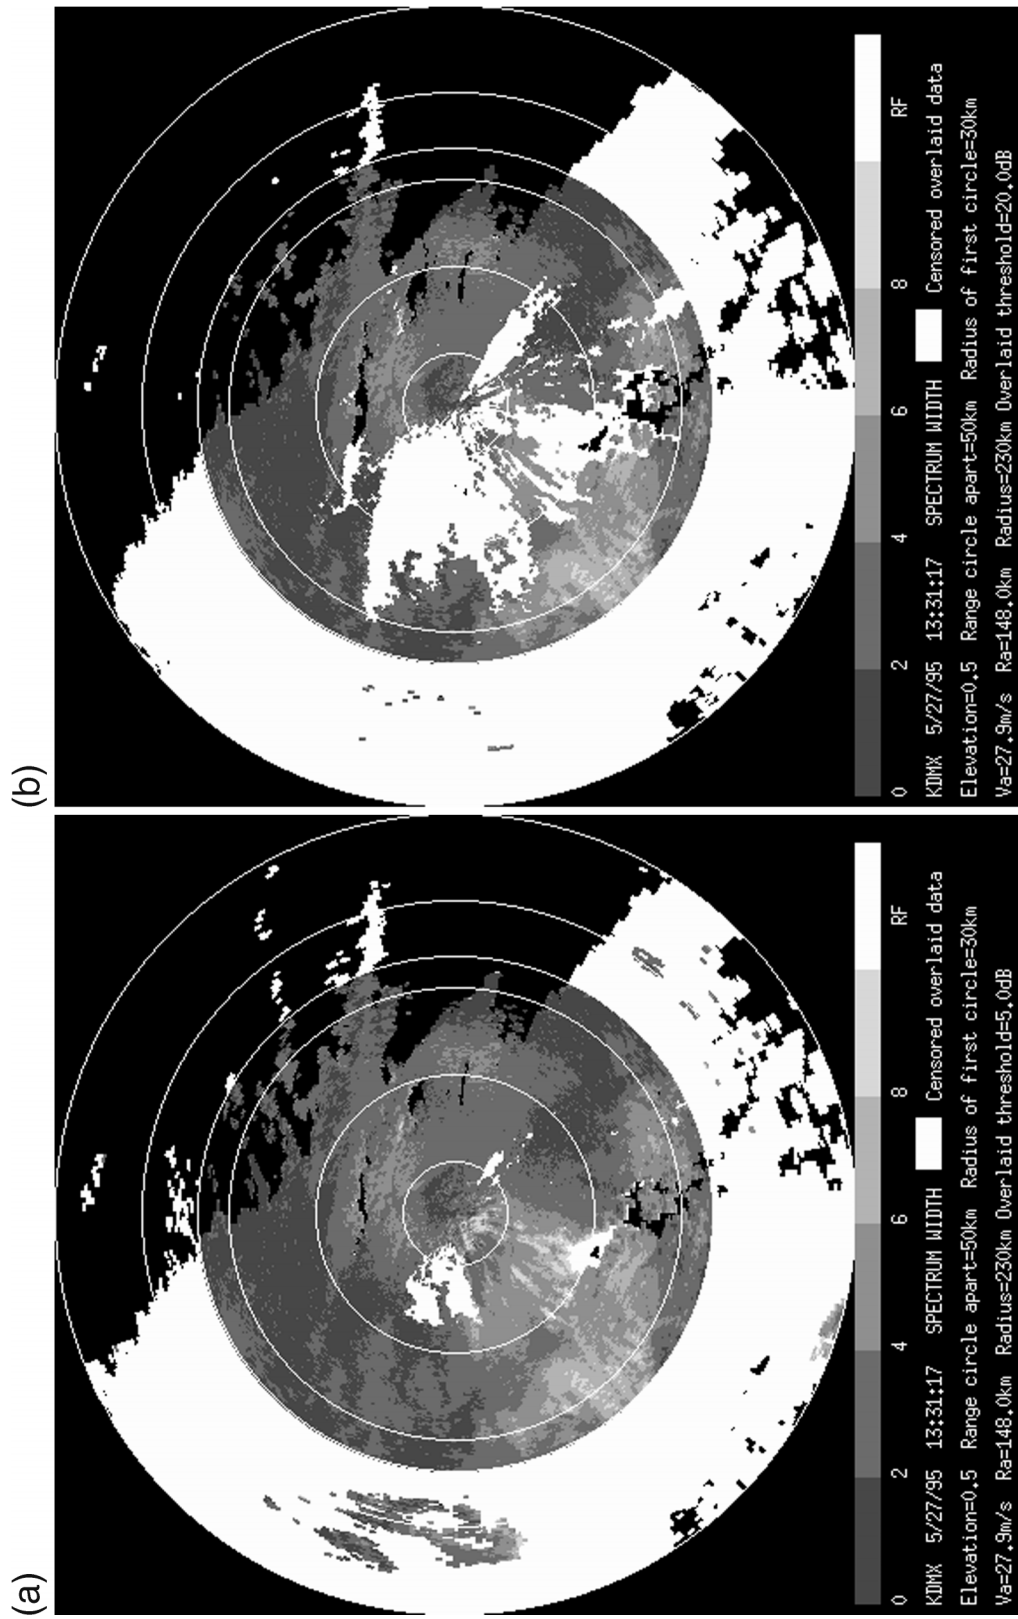 (a)
0 2 4 6 8 RF
KDMX 5/27/95 13:31:17 SPECTRUM WIDTH Censored overlaid data
Elevation=0.5 Range circle apart=50km Radius of first circle=30km
Va=27.9m/s Ra=148.0km Radius=230km Overlaid threshold=5.0dB
(b)
0 2 4 6 8 RF
KDMX 5/27/95 13:31:17 SPECTRUM WIDTH Censored overlaid data
Elevation=0.5 Range circle apart=50km Radius of first circle=30km
Va=27.9m/s Ra=148.0km Radius=230km Overlaid threshold=20.0dB